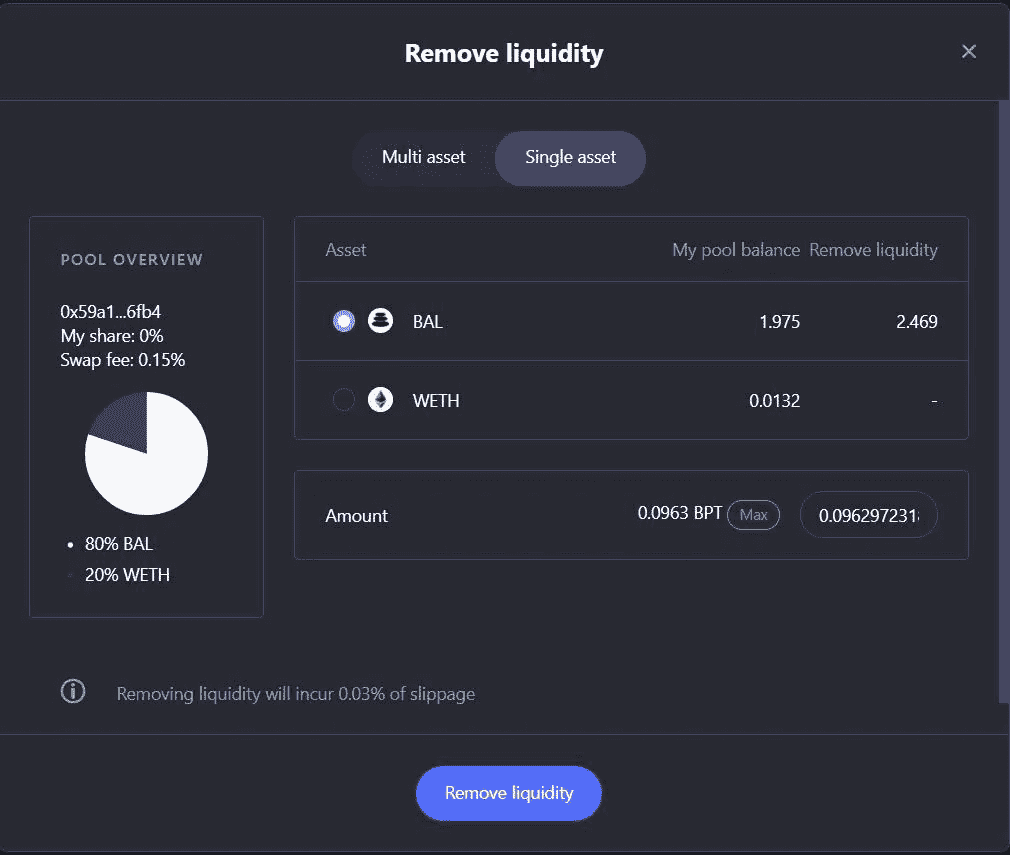 Remove liquidity
Multi asset Single asset
POOL OVERVIEW
0x59a1...6fb4
My share: 0%
Swap fee: 0.15%
80% BAL
20% WETH
Asset My pool balance Remove liquidity
BAL 1.975 2.469
WETH 0.0132 -
Amount 0.0963 BPT Max 0.0962972318
Removing liquidity will incur 0.03% of slippage
Remove liquidity